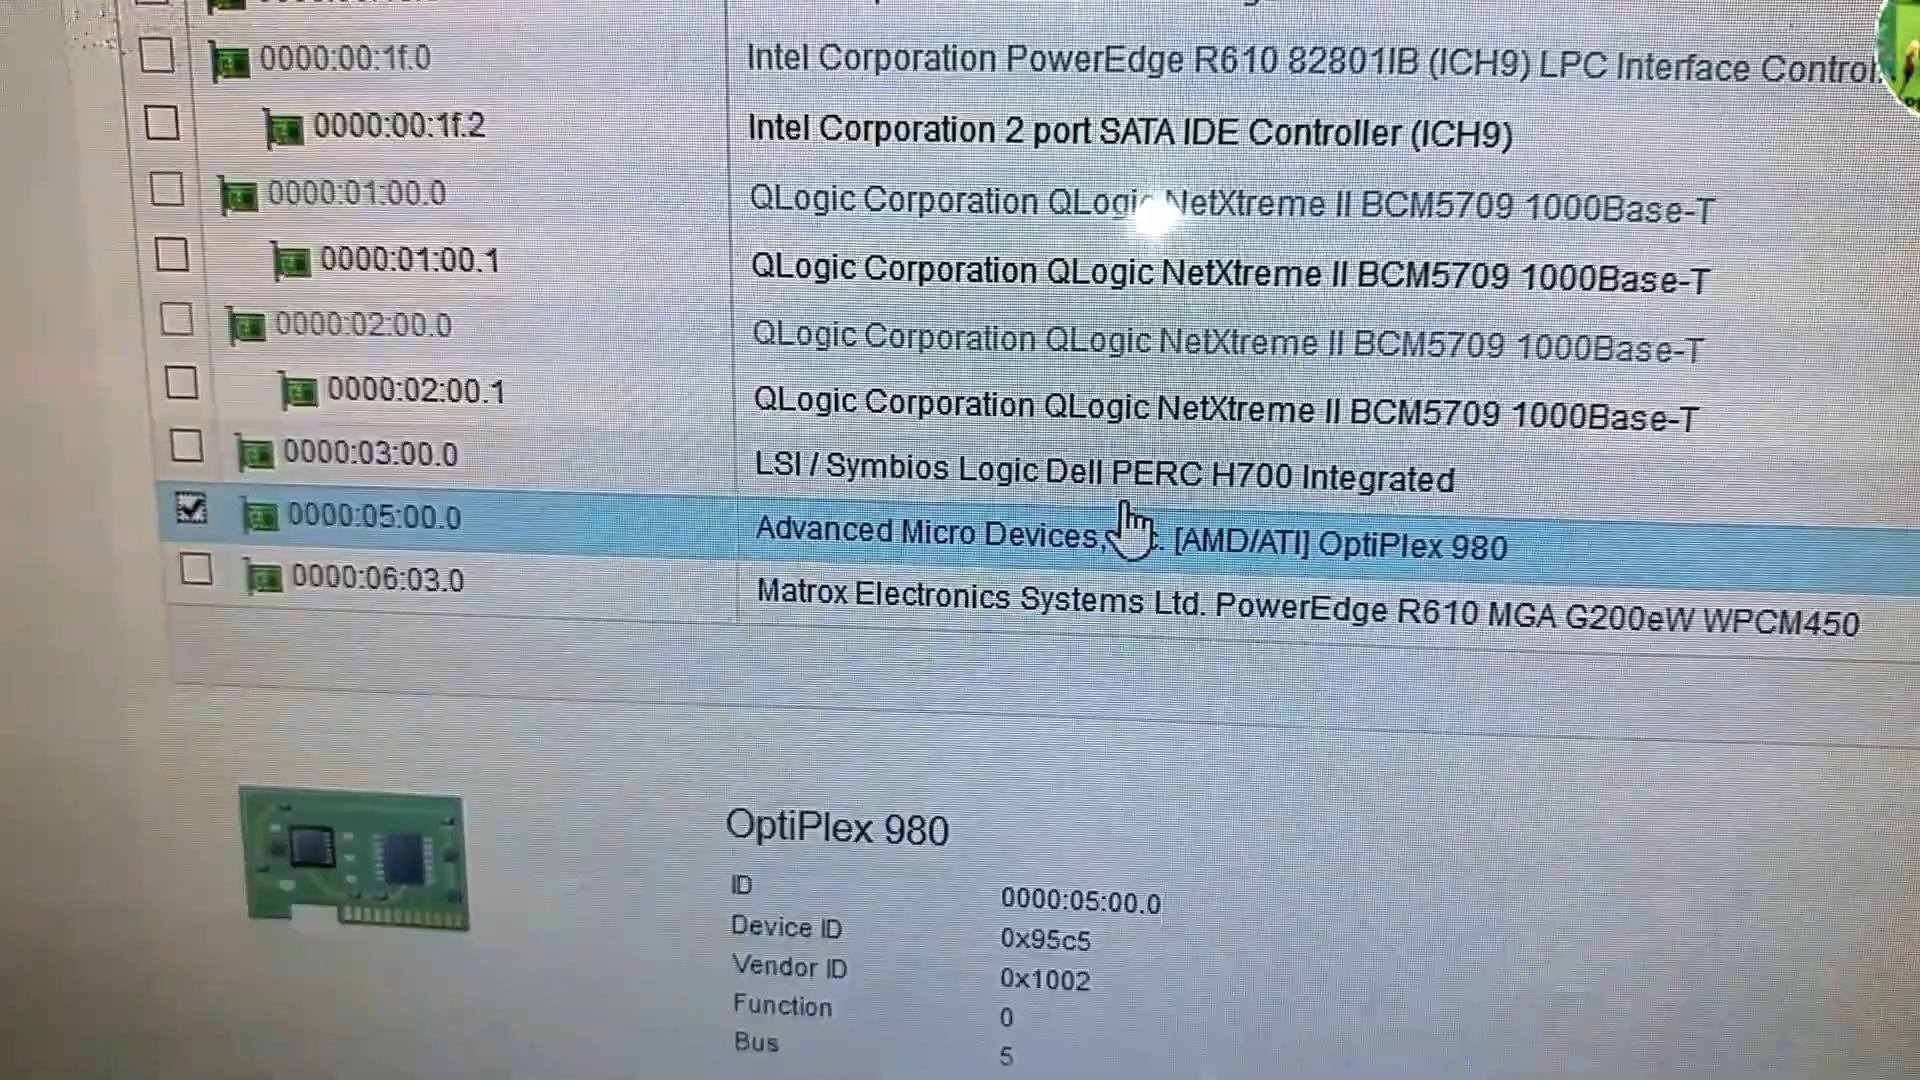 0000:00:1f.0 Intel Corporation PowerEdge R610 82801IB (ICH9) LPC Interface
0000:00:1f.2 Intel Corporation 2 port SATA IDE Controller (ICH9)
0000:01:00.0 QLogic Corporation QLogic NetXtreme II BCM5709 1000Base-T
0000:01:00.1 QLogic Corporation QLogic NetXtreme II BCM5709 1000Base-T
0000:02:00.0 QLogic Corporation QLogic NetXtreme II BCM5709 1000Base-T
0000:02:00.1 QLogic Corporation QLogic NetXtreme II BCM5709 1000Base-T
0000:03:00.0 LSI / Symbios Logic Dell PERC H700 Integrated
0000:05:00.0 Advanced Micro Devices, [AMD/ATI] OptiPlex 980
0000:06:03.0 Matrox Electronics Systems Ltd. PowerEdge R610 MGA G200eW WPCM450
OptiPlex 980
ID 0000:05:00.0
Device ID 0x95c5
Vendor ID 0x1002
Function 0
Bus 5